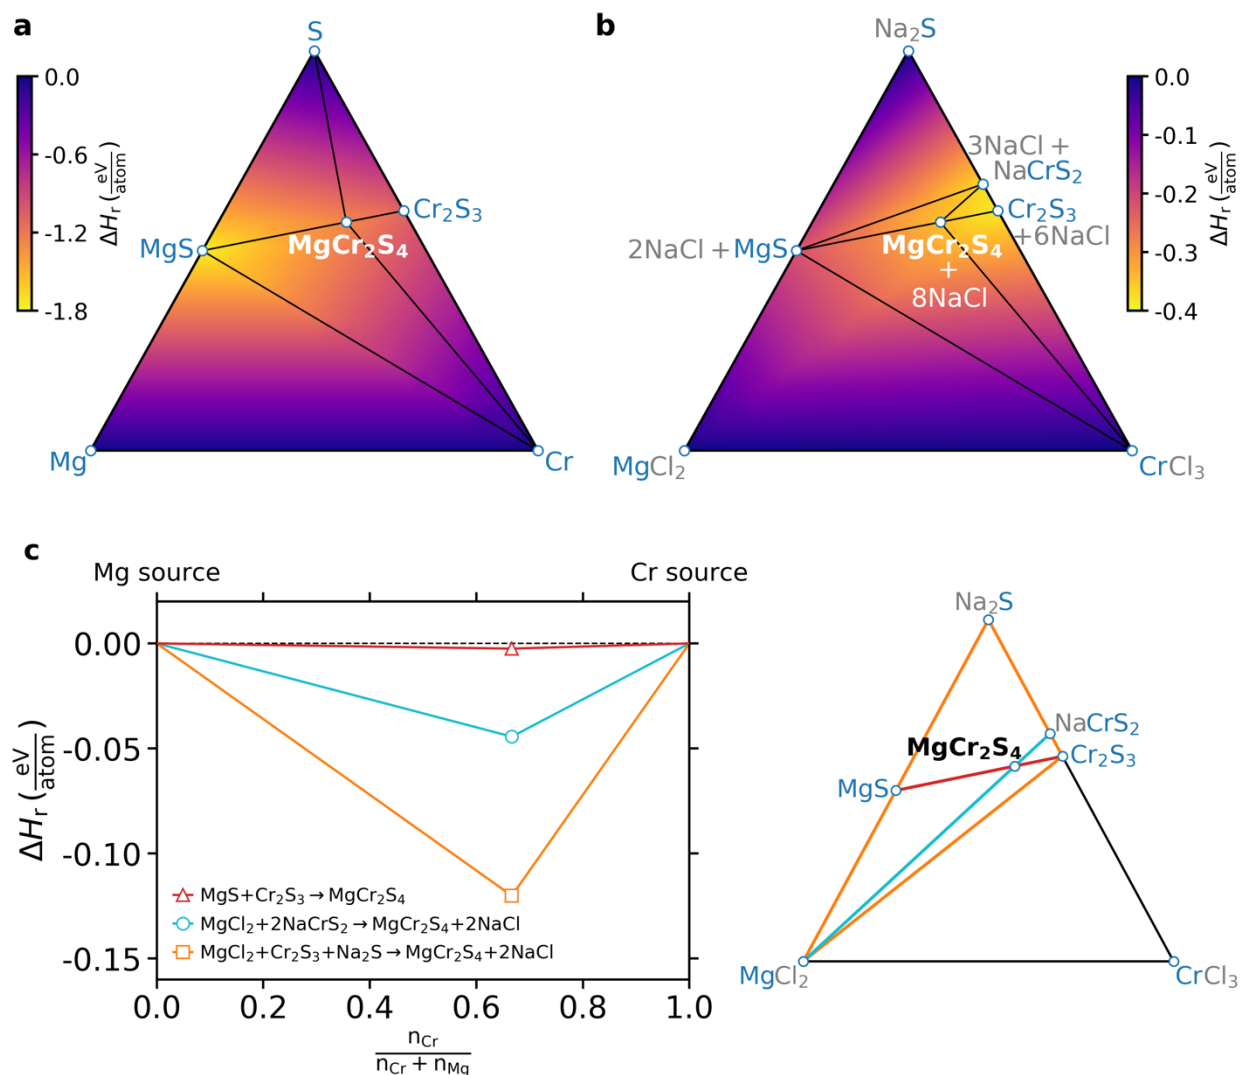 a
S
0.0
-0.6
-1.2
-1.8
ΔHᵣ (eV/atom)
Cr₂S₃
MgS
MgCr₂S₄
Mg
Cr
b
Na₂S
0.0
-0.1
-0.2
-0.3
-0.4
ΔHᵣ (eV/atom)
3NaCl +
NaCrS₂
Cr₂S₃
+6NaCl
2NaCl + MgS
MgCr₂S₄
+
8NaCl
MgCl₂
CrCl₃
c
Mg source
Cr source
0.00
-0.05
-0.10
-0.15
ΔHᵣ (eV/atom)
MgS+Cr₂S₃→MgCr₂S₄
MgCl₂+2NaCrS₂→MgCr₂S₄+2NaCl
MgCl₂+Cr₂S₃+Na₂S→MgCr₂S₄+2NaCl
0.0 0.2 0.4 0.6 0.8 1.0
n_Cr
n_Cr + n_Mg
Na₂S
NaCrS₂
MgCr₂S₄
Cr₂S₃
MgS
MgCl₂
CrCl₃